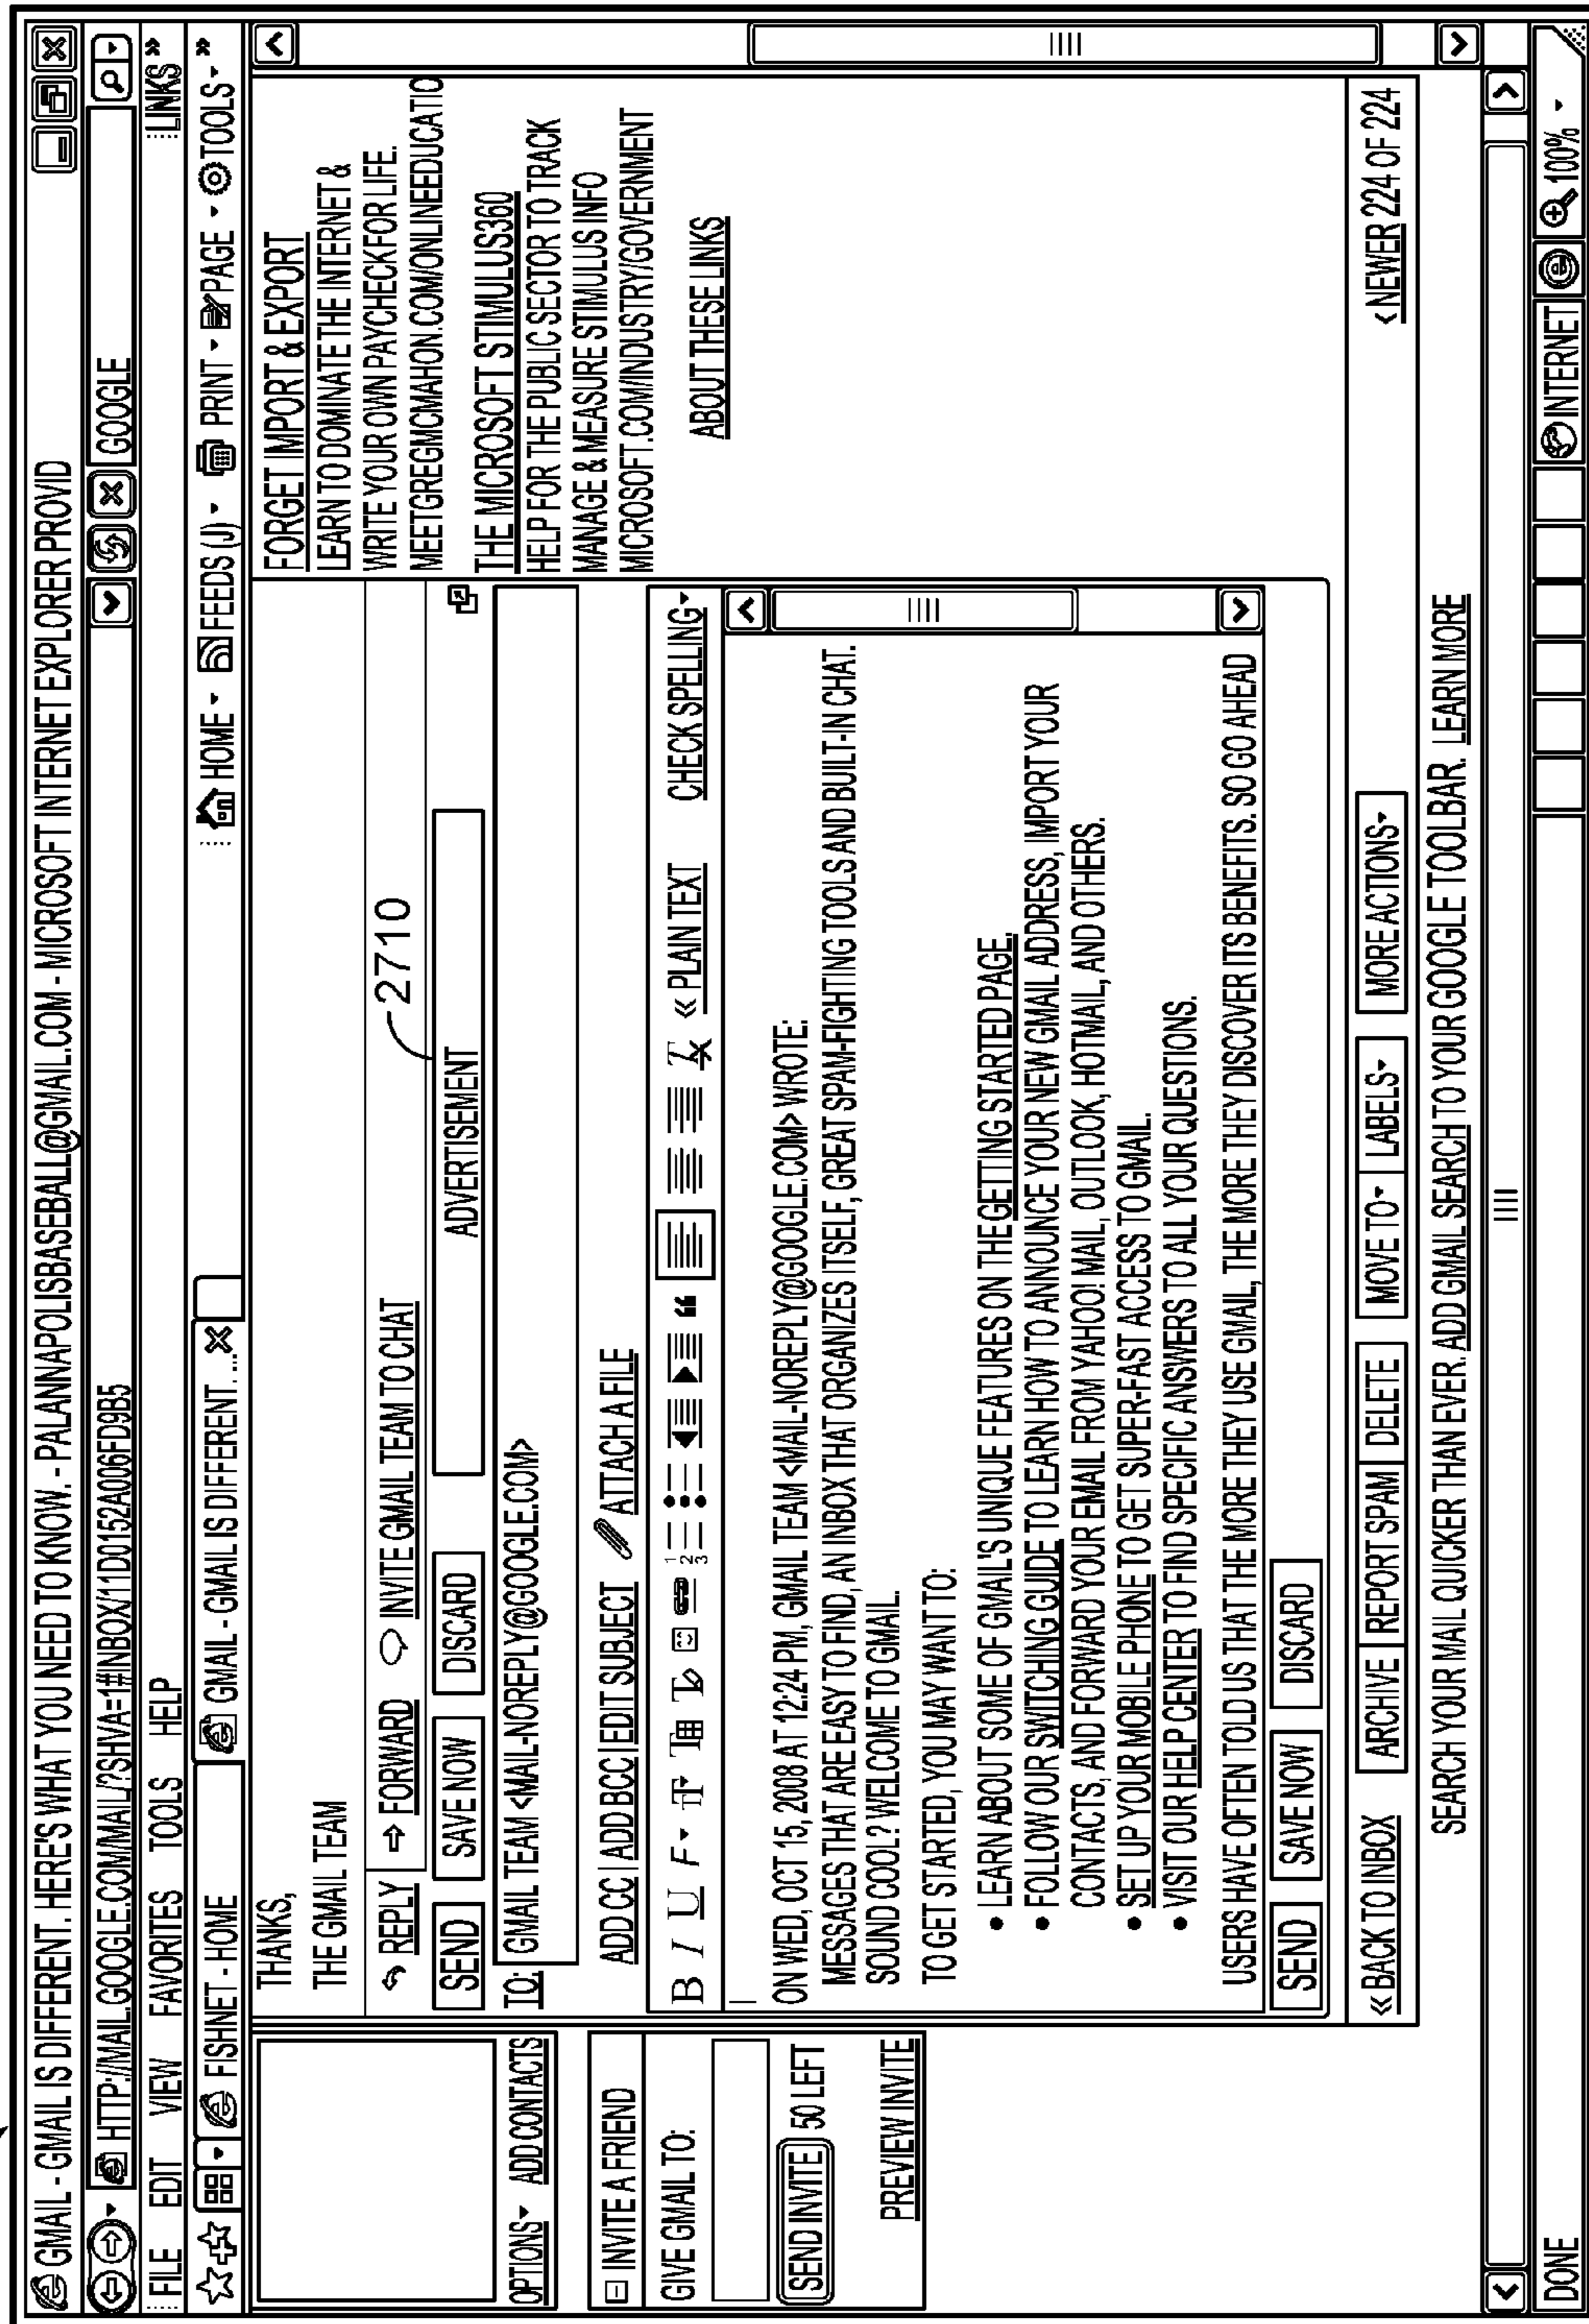 GMAIL - GMAIL IS DIFFERENT. HERE'S WHAT YOU NEED TO KNOW. - PALANNAPOLISBASEBALL@GMAIL.COM - MICROSOFT INTERNET EXPLORER PROVID
HTTP://MAIL.GOOGLE.COM/MAIL/?SHVA=1#INBOX/11D0152A006FD9B5
GOOGLE
FILE EDIT VIEW FAVORITES TOOLS HELP
LINKS »
FISHNET - HOME
GMAIL - GMAIL IS DIFFERENT. ...
HOME FEEDS (J) PRINT PAGE TOOLS »
THANKS,
THE GMAIL TEAM
REPLY FORWARD INVITE GMAIL TEAM TO CHAT
2710
SEND SAVE NOW DISCARD
ADVERTISEMENT
TO: GMAIL TEAM <MAIL-NOREPLY@GOOGLE.COM>
ADD CC | ADD BCC | EDIT SUBJECT ATTACH A FILE
B I U F T T T « PLAIN TEXT CHECK SPELLING
ON WED, OCT 15, 2008 AT 12:24 PM, GMAIL TEAM <MAIL-NOREPLY@GOOGLE.COM> WROTE:
MESSAGES THAT ARE EASY TO FIND, AN INBOX THAT ORGANIZES ITSELF, GREAT SPAM-FIGHTING TOOLS AND BUILT-IN CHAT.
SOUND COOL? WELCOME TO GMAIL.
TO GET STARTED, YOU MAY WANT TO:
• LEARN ABOUT SOME OF GMAIL'S UNIQUE FEATURES ON THE GETTING STARTED PAGE.
• FOLLOW OUR SWITCHING GUIDE TO LEARN HOW TO ANNOUNCE YOUR NEW GMAIL ADDRESS, IMPORT YOUR
CONTACTS, AND FORWARD YOUR EMAIL FROM YAHOO! MAIL, OUTLOOK, HOTMAIL, AND OTHERS.
• SET UP YOUR MOBILE PHONE TO GET SUPER-FAST ACCESS TO GMAIL.
• VISIT OUR HELP CENTER TO FIND SPECIFIC ANSWERS TO ALL YOUR QUESTIONS.
USERS HAVE OFTEN TOLD US THAT THE MORE THEY USE GMAIL, THE MORE THEY DISCOVER ITS BENEFITS. SO GO AHEAD
SEND SAVE NOW DISCARD
« BACK TO INBOX ARCHIVE REPORT SPAM DELETE MOVE TO LABELS MORE ACTIONS
< NEWER 224 OF 224
SEARCH YOUR MAIL QUICKER THAN EVER. ADD GMAIL SEARCH TO YOUR GOOGLE TOOLBAR. LEARN MORE
OPTIONS ADD CONTACTS
INVITE A FRIEND
GIVE GMAIL TO:
SEND INVITE 50 LEFT
PREVIEW INVITE
FORGET IMPORT & EXPORT
LEARN TO DOMINATE THE INTERNET &
WRITE YOUR OWN PAYCHECK FOR LIFE.
MEETGREGMCMAHON.COM/ONLINEEDUCATIO
THE MICROSOFT STIMULUS360
HELP FOR THE PUBLIC SECTOR TO TRACK
MANAGE & MEASURE STIMULUS INFO
MICROSOFT.COM/INDUSTRY/GOVERNMENT
ABOUT THESE LINKS
DONE
INTERNET
100%